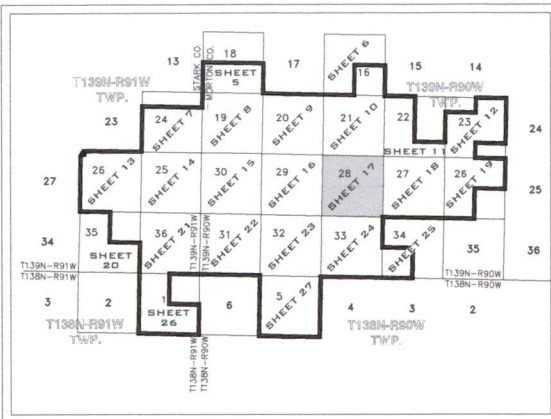 13
STARK CO.
MORTON CO.
18
SHEET 5
17
SHEET 6
16
15
14
T139N-R91W
TWP.
T139N-R90W
TWP.
23
24
SHEET 7
19
SHEET 8
20
SHEET 9
21
SHEET 10
22
SHEET 11
23
SHEET 12
24
27
26
SHEET 13
25
SHEET 14
30
SHEET 15
29
SHEET 16
28
SHEET 17
27
SHEET 18
26
SHEET 19
25
34
35
SHEET 20
36
SHEET 21
T139N-R91W
T139N-R90W
31
SHEET 22
32
SHEET 23
33
SHEET 24
34
SHEET 25
35
36
T139N-R91W
T138N-R91W
T139N-R90W
T138N-R90W
3
2
1
SHEET
26
6
5
SHEET 27
4
3
2
T138N-R91W
TWP.
T138N-R91W
T138N-R90W
T138N-R90W
TWP.